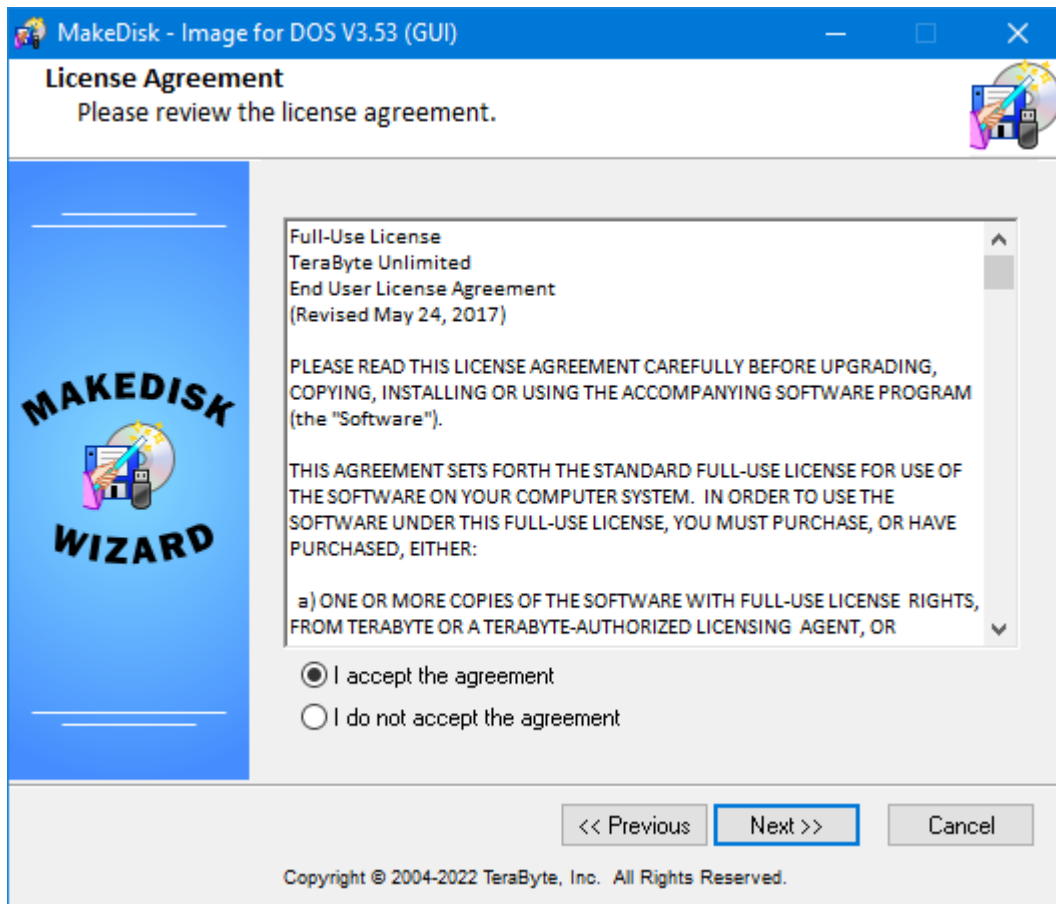 MakeDisk - Image for DOS V3.53 (GUI)
License Agreement
Please review the license agreement.
MAKEDISK
WIZARD
Full-Use License
TeraByte Unlimited
End User License Agreement
(Revised May 24, 2017)
PLEASE READ THIS LICENSE AGREEMENT CAREFULLY BEFORE UPGRADING,
COPYING, INSTALLING OR USING THE ACCOMPANYING SOFTWARE PROGRAM
(the "Software").
THIS AGREEMENT SETS FORTH THE STANDARD FULL-USE LICENSE FOR USE OF
THE SOFTWARE ON YOUR COMPUTER SYSTEM.  IN ORDER TO USE THE
SOFTWARE UNDER THIS FULL-USE LICENSE, YOU MUST PURCHASE, OR HAVE
PURCHASED, EITHER:
a) ONE OR MORE COPIES OF THE SOFTWARE WITH FULL-USE LICENSE  RIGHTS,
FROM TERABYTE OR A TERABYTE-AUTHORIZED LICENSING  AGENT, OR
I accept the agreement
I do not accept the agreement
<< Previous
Next >>
Cancel
Copyright © 2004-2022 TeraByte, Inc.  All Rights Reserved.